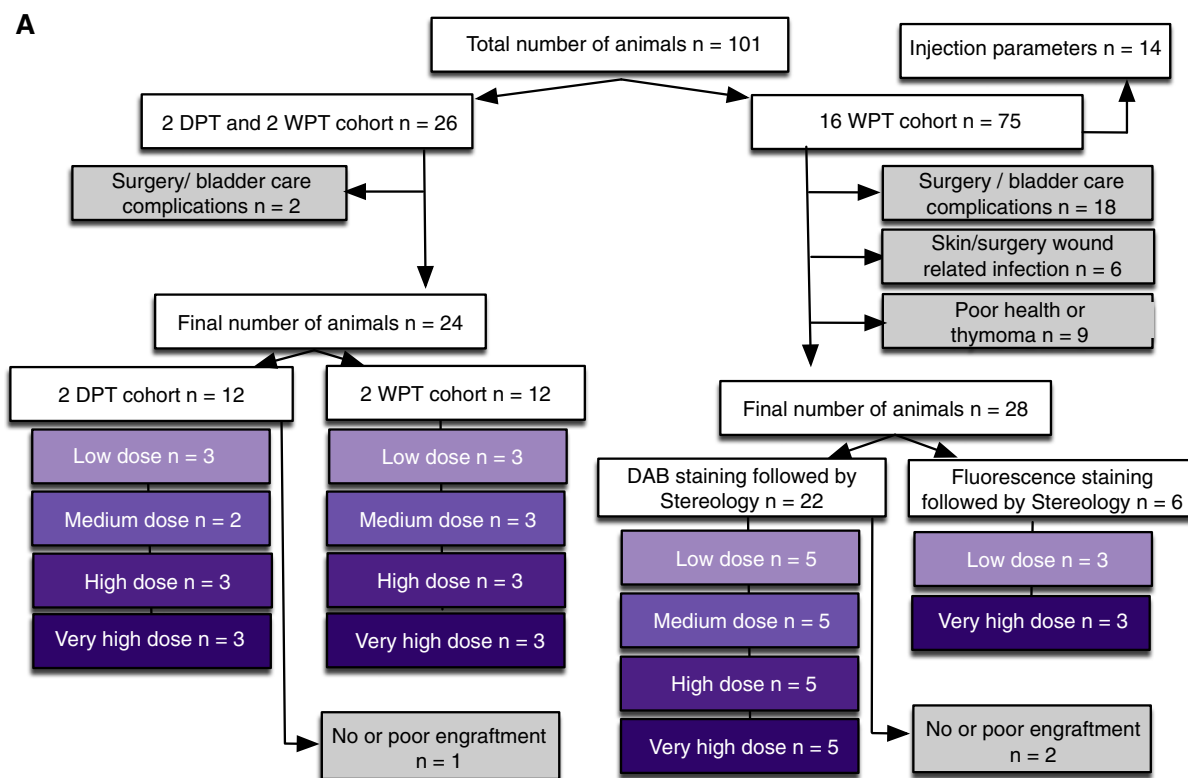 A
Total number of animals n = 101
Injection parameters n = 14
2 DPT and 2 WPT cohort n = 26
16 WPT cohort n = 75
Surgery/ bladder care
complications n = 2
Surgery / bladder care
complications n = 18
Skin/surgery wound
related infection n = 6
Poor health or
thymoma n = 9
Final number of animals n = 24
2 DPT cohort n = 12
2 WPT cohort n = 12
Low dose n = 3
Medium dose n = 2
High dose n = 3
Very high dose n = 3
Low dose n = 3
Medium dose n = 3
High dose n = 3
Very high dose n = 3
No or poor engraftment
n = 1
Final number of animals n = 28
DAB staining followed by
Stereology n = 22
Fluorescence staining
followed by Stereology n = 6
Low dose n = 5
Medium dose n = 5
High dose n = 5
Very high dose n = 5
Low dose n = 3
Very high dose n = 3
No or poor engraftment
n = 2